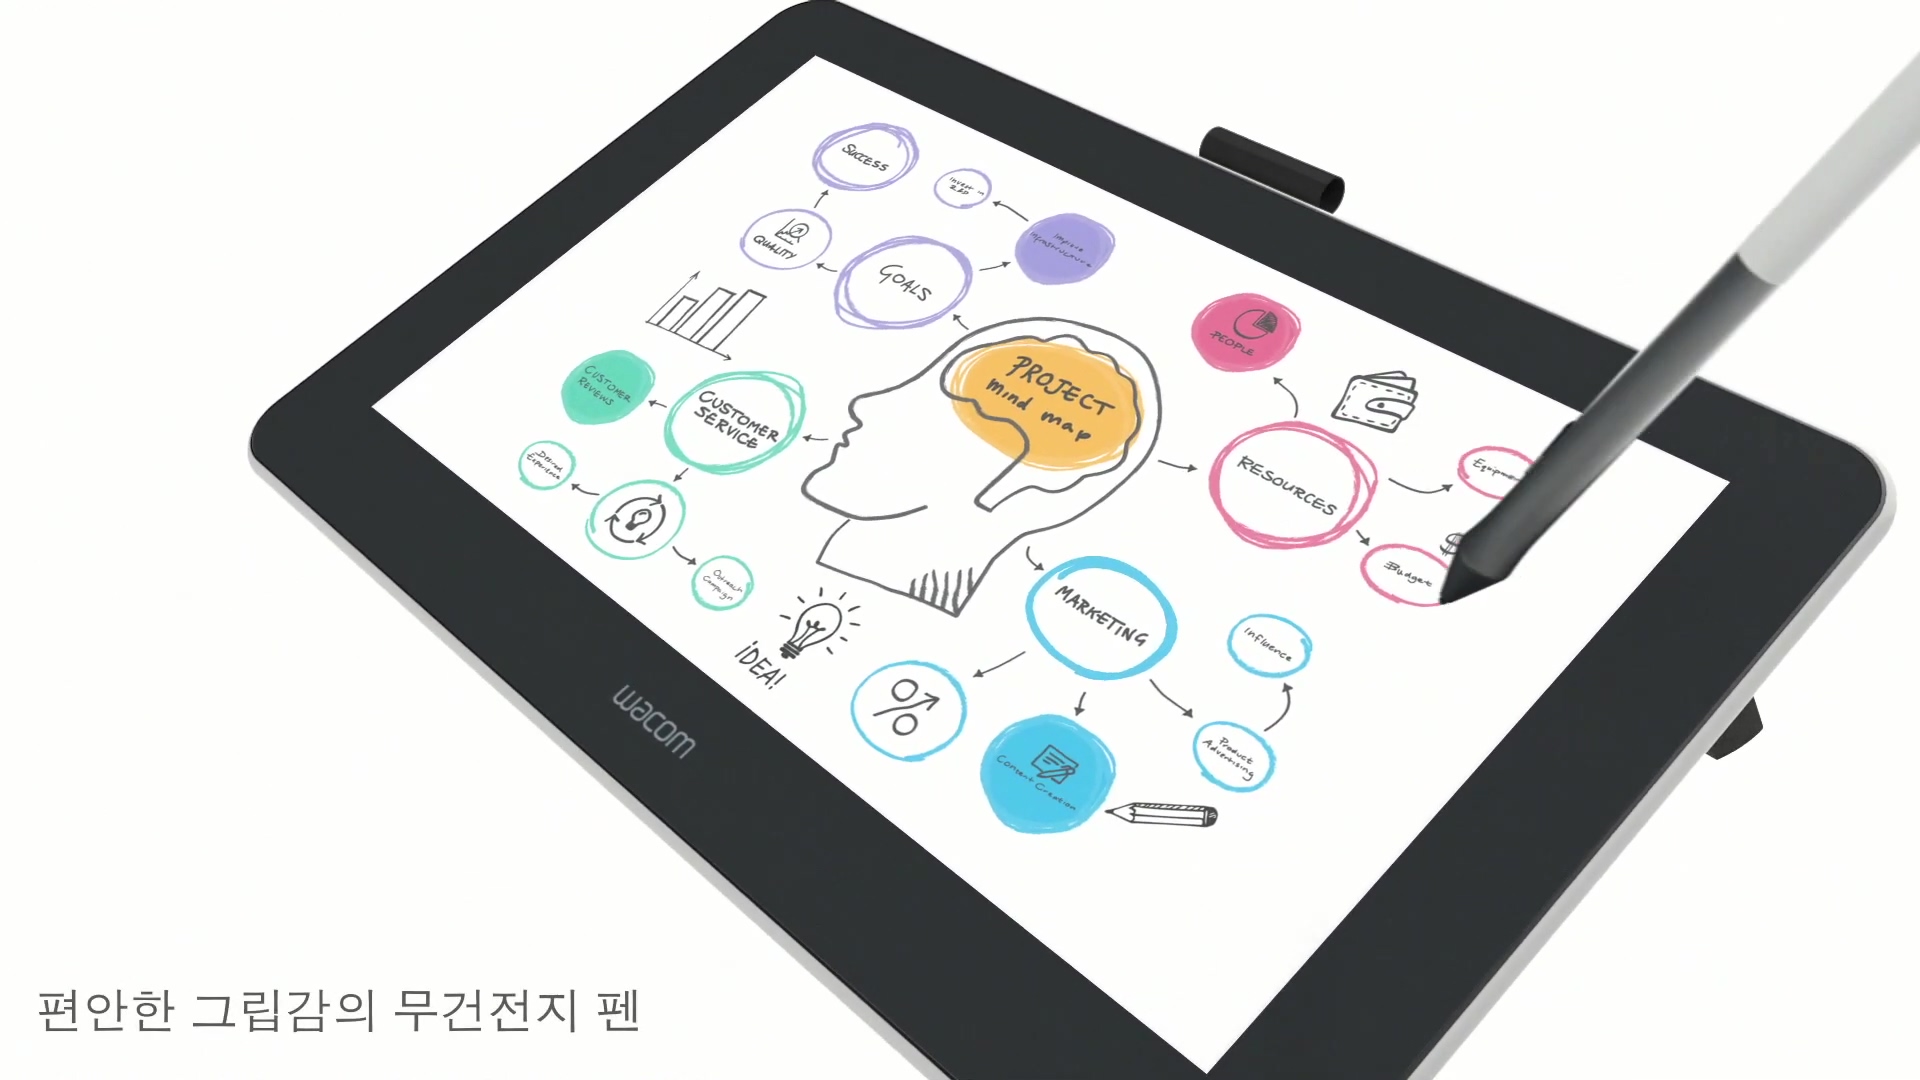 SUCCESS
Invest in
R&D
QUALITY
GOALS
Improve
Infrastructure
PEOPLE
PROJECT
mind map
CUSTOMER
REVIEWS
CUSTOMER
SERVICE
RESOURCES
Desired
Experience
Budget
$
Outreach
Campaign
MARKETING
Influence
iDEA!
%
Product
Advertising
Content Creation
wacom
편안한 그립감의 무건전지 펜